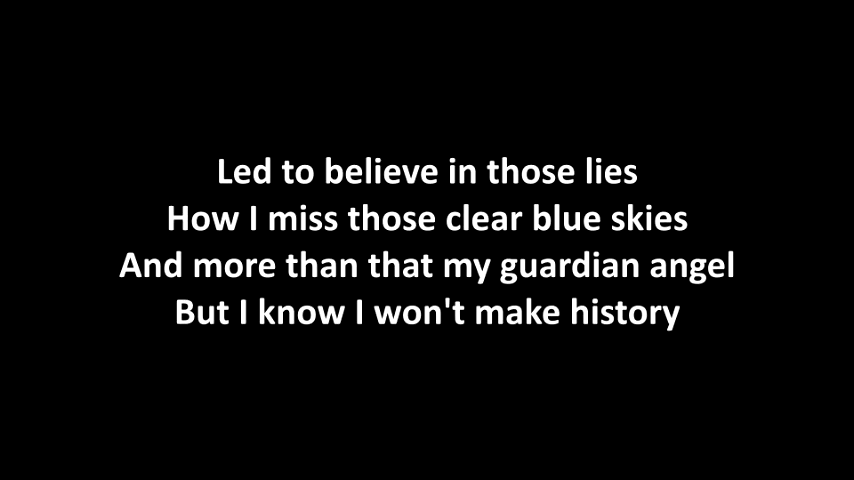 Led to believe in those lies
How I miss those clear blue skies
And more than that my guardian angel
But I know I won't make history